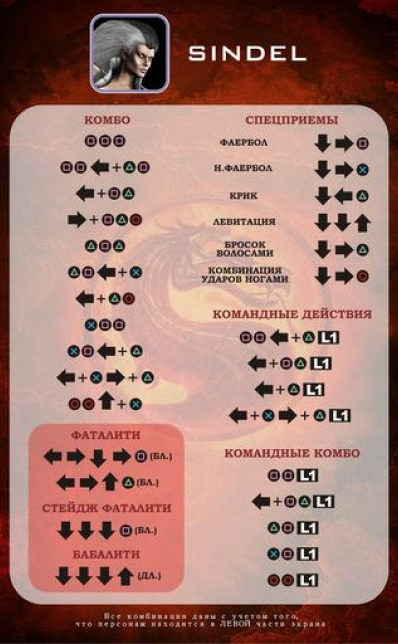 SINDEL
КОМБО
СПЕЦПРИЕМЫ
ФАЕРБОЛ
Н.ФАЕРБОЛ
КРИК
ЛЕВИТАЦИЯ
БРОСОК
ВОЛОСАМИ
КОМБИНАЦИЯ
УДАРОВ НОГАМИ
КОМАНДНЫЕ ДЕЙСТВИЯ
+ L1
+ L1
+ L1
+ + L1
ФАТАЛИТИ
(БЛ.)
(БЛ.)
СТЕЙДЖ ФАТАЛИТИ
(БЛ.)
БАБАЛИТИ
(ДЛ.)
КОМАНДНЫЕ КОМБО
L1
+ L1
L1
L1
L1
Все комбинации даны с учетом того,
что персонаж находится в ЛЕВОЙ части экрана